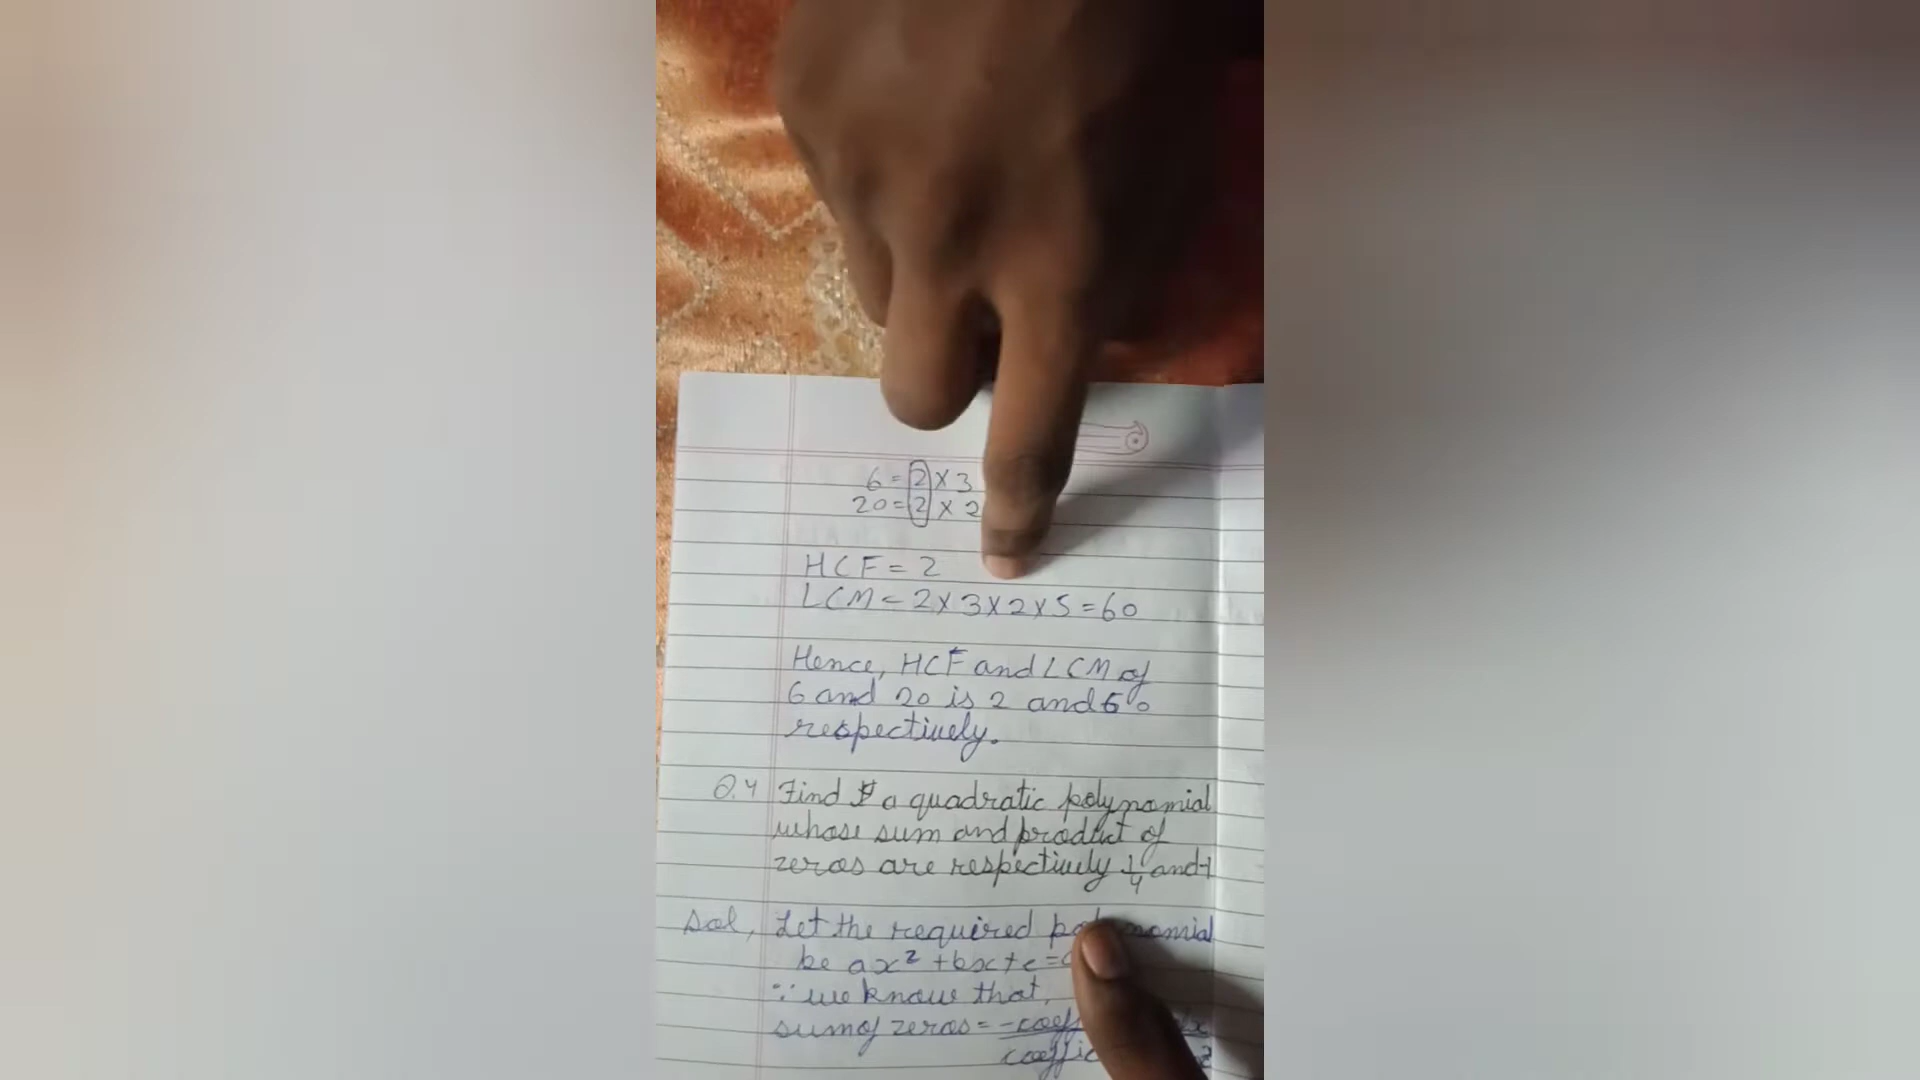 6 = 2 × 3
20 = 2 × 2
HCF = 2
LCM = 2 × 3 × 2 × 5 = 60
Hence, HCF and LCM of
6 and 20 is 2 and 60
respectively.
Q.4 Find a quadratic polynomial
whose sum and product of
zeros are respectively 1/4 and -1
Sol, Let the required polynomial
be ax² + bx + c =
∵ we know that,
sum of zeros = -coeff